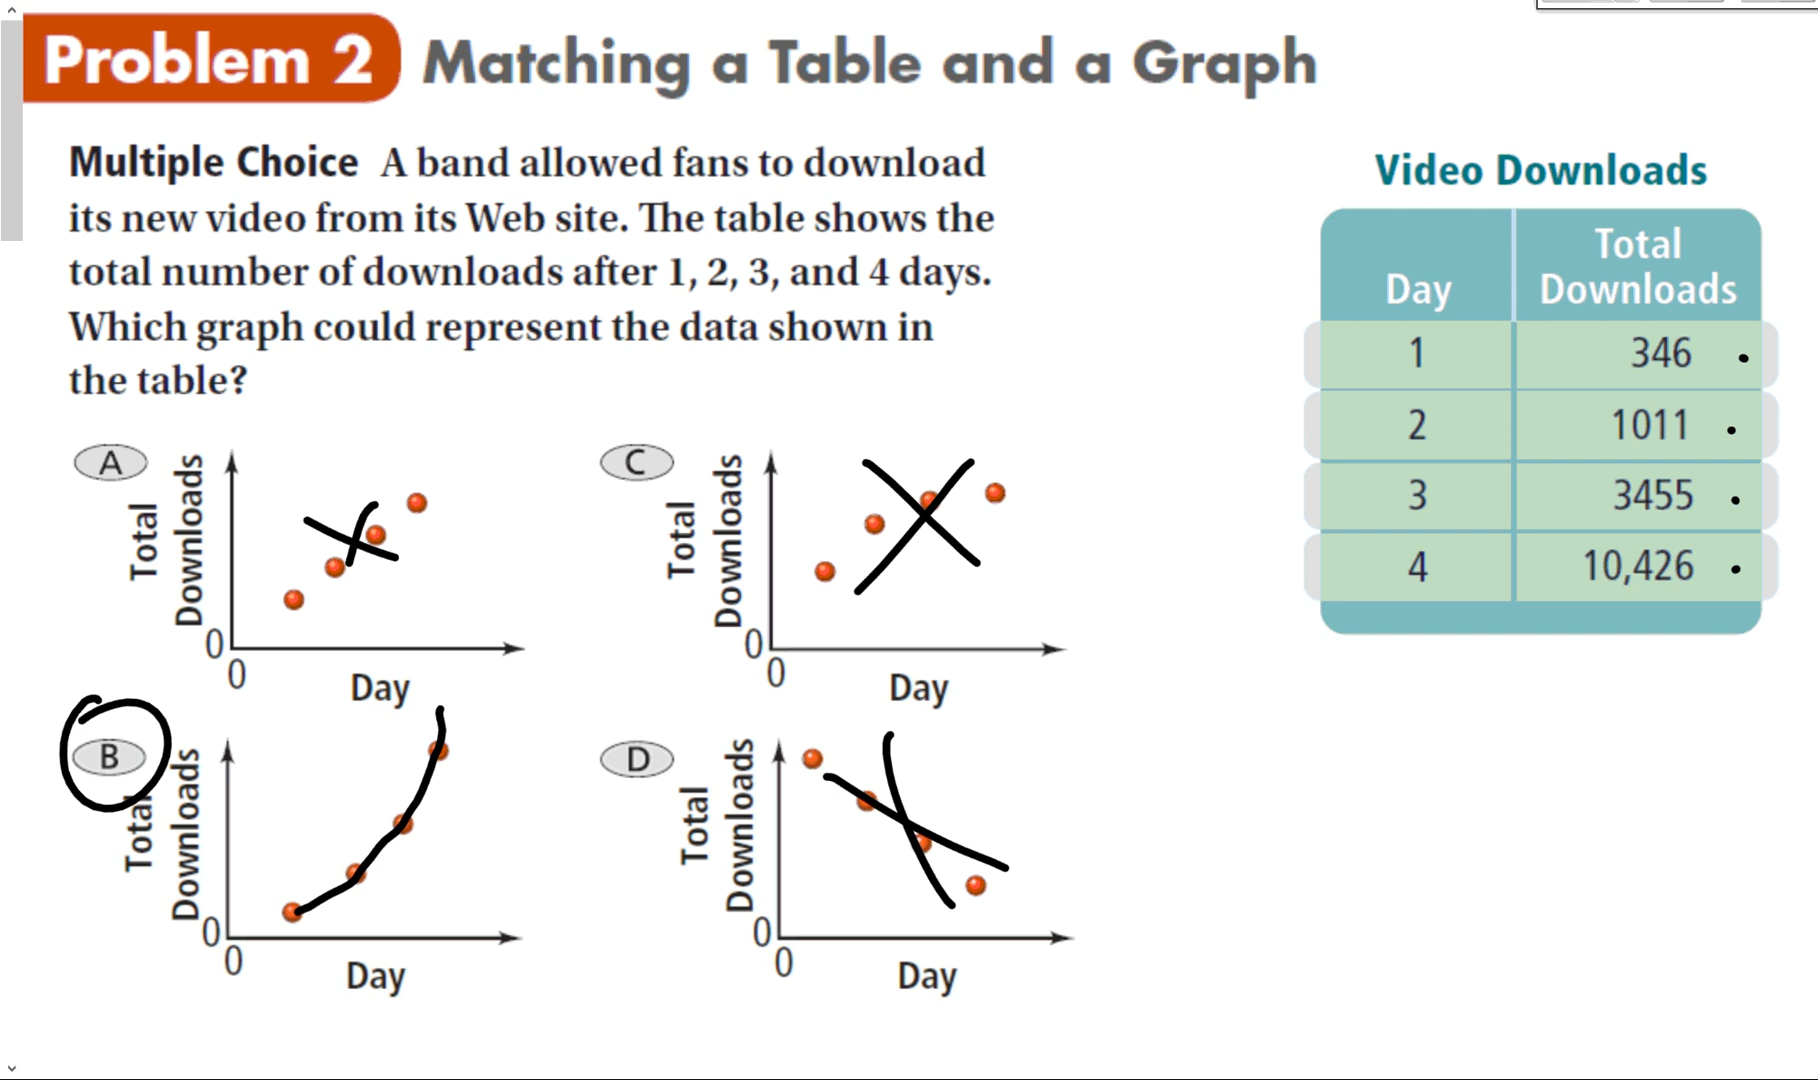 Problem 2 Matching a Table and a Graph
Multiple Choice A band allowed fans to download
its new video from its Web site. The table shows the
total number of downloads after 1, 2, 3, and 4 days.
Which graph could represent the data shown in
the table?
Video Downloads
Day Total Downloads
1 346
2 1011
3 3455
4 10,426
A
Total
Downloads
0
0
Day
C
Total
Downloads
0
0
Day
B
Total
Downloads
0
0
Day
D
Total
Downloads
0
0
Day